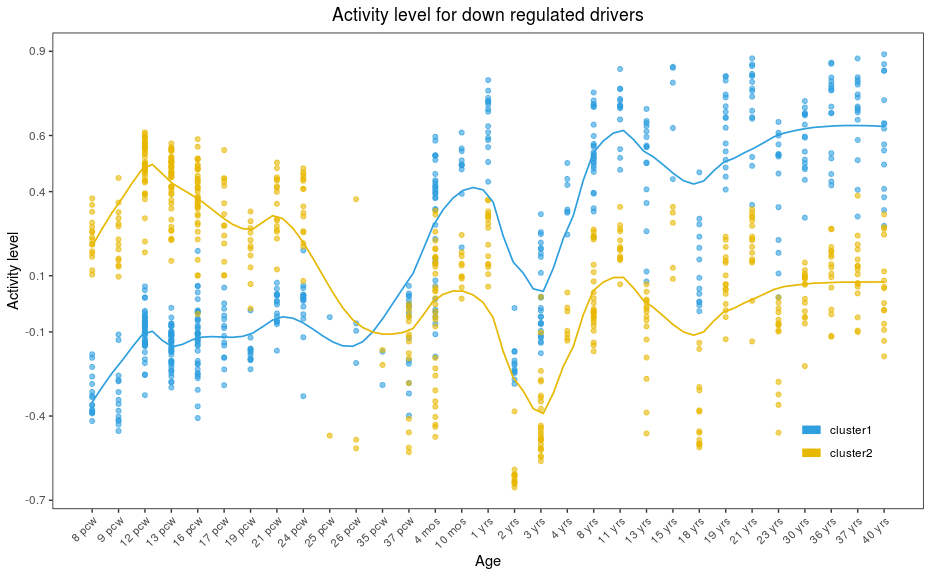 Activity level for down regulated drivers
Activity level
0.9
0.6
0.4
0.1
-0.1
-0.4
-0.7
cluster1
cluster2
8 pcw
9 pcw
12 pcw
13 pcw
16 pcw
17 pcw
19 pcw
21 pcw
24 pcw
25 pcw
26 pcw
35 pcw
37 pcw
4 mos
10 mos
1 yrs
2 yrs
3 yrs
4 yrs
8 yrs
11 yrs
13 yrs
15 yrs
18 yrs
19 yrs
21 yrs
23 yrs
30 yrs
36 yrs
37 yrs
40 yrs
Age